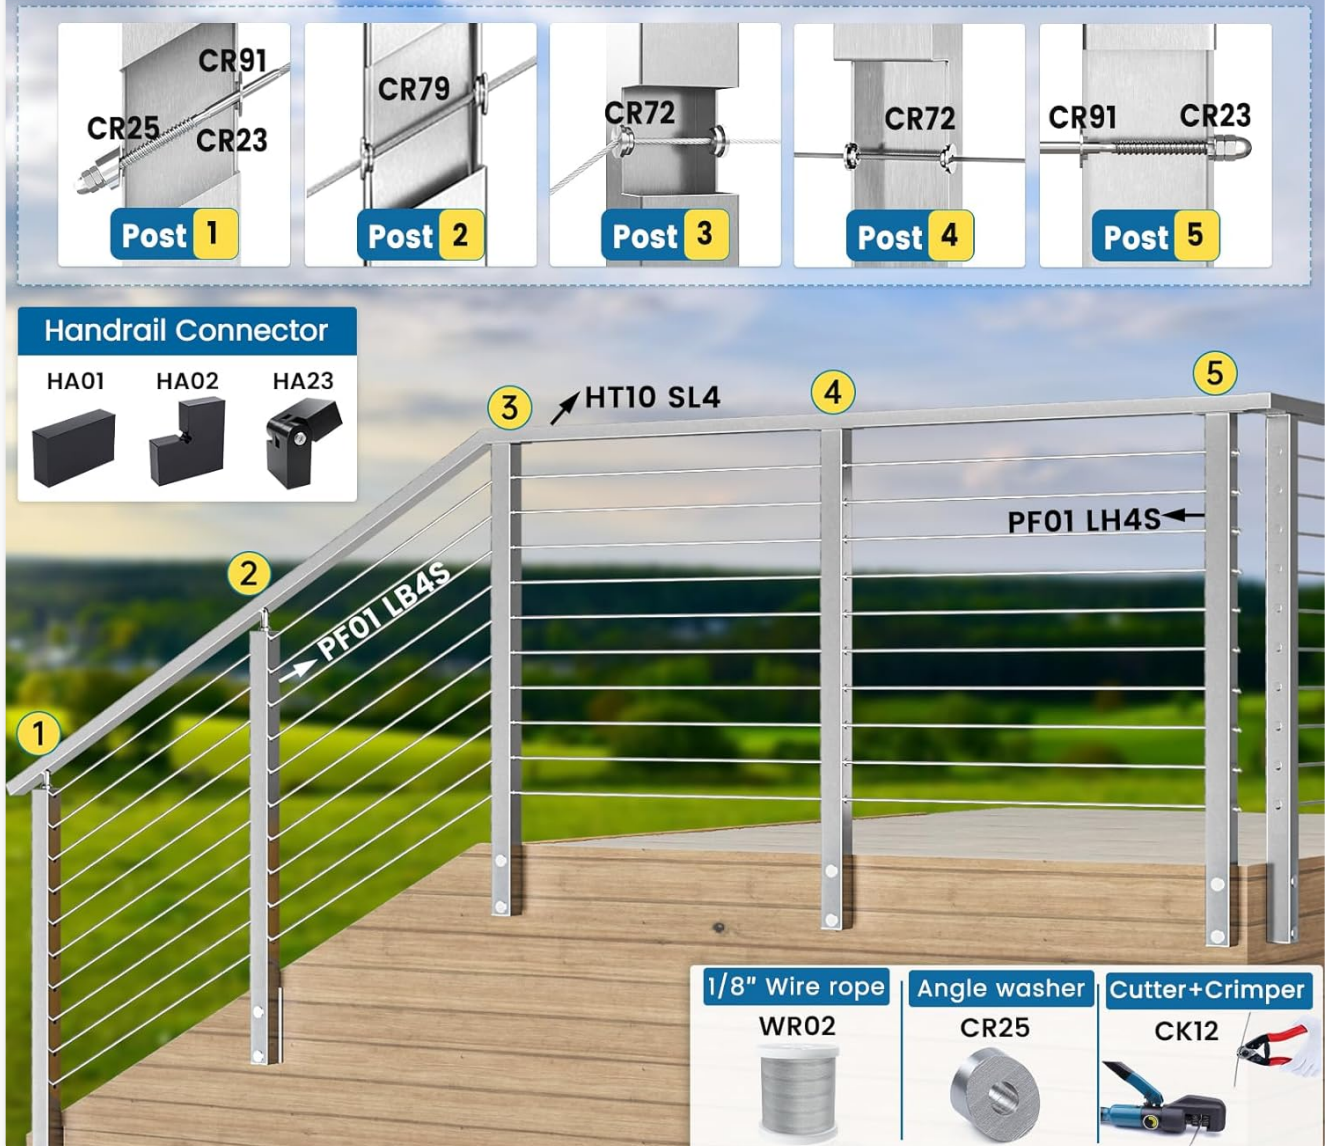 CR91
CR25
CR23
Post 1
CR79
Post 2
CR72
Post 3
CR72
Post 4
CR91
CR23
Post 5
Handrail Connector
HA01
HA02
HA23
1
2
3
4
5
HT10 SL4
PF01 LH4S
PF01 LB4S
1/8" Wire rope
WR02
Angle washer
CR25
Cutter+Crimper
CK12